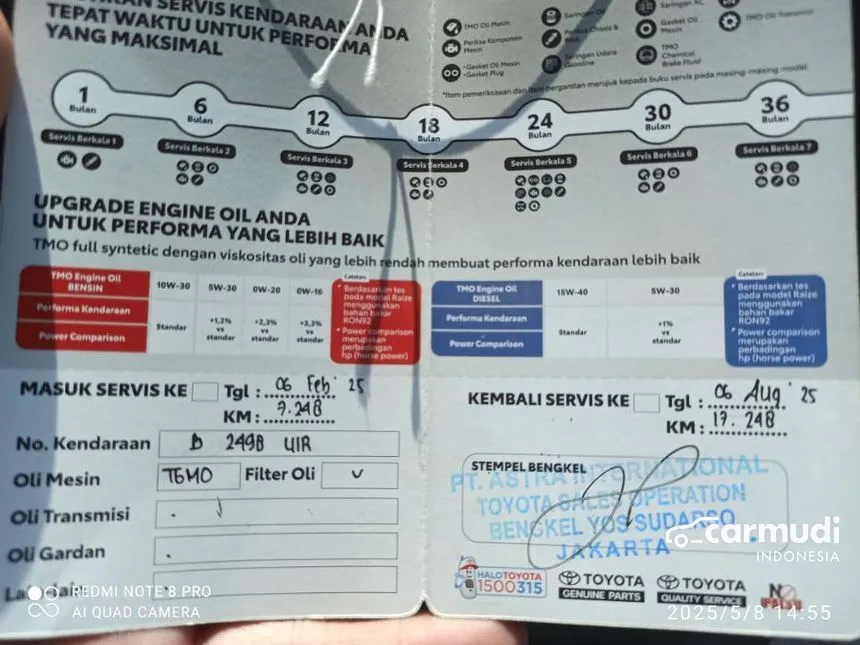 SERVIS KENDARAAN ANDA
TEPAT WAKTU UNTUK PERFORMA
YANG MAKSIMAL
TMO Oli Mesin
Periksa Komponen
Mesin
•Gasket Oli Mesin
•Gasket Plug
Saringan Oli
Periksa Chasis &
Saringan Udara
Gasoline
Saringan AC
Gasket Oli
Mesin
TMO
Chemical
Brake Fluid
TMO Oli Transmisi
*Item pemeriksaaan dan item pergantian merujuk kepada buku servis pada masing-masing model
1
Bulan
6
Bulan
12
Bulan
18
Bulan
24
Bulan
30
Bulan
36
Bulan
Servis Berkala 1
Servis Berkala 2
Servis Berkala 3
Servis Berkala 4
Servis Berkala 5
Servis Berkala 6
Servis Berkala 7
UPGRADE ENGINE OIL ANDA
UNTUK PERFORMA YANG LEBIH BAIK
TMO full syntetic dengan viskositas oli yang lebih rendah membuat performa kendaraan lebih baik
TMO Engine Oil
BENSIN
10W-30 5W-30 0W-20 0W-16
Performa Kendaraan
Power Comparison
Standar
+1,2%
vs
standar
+2,3%
vs
standar
+3,3%
vs
standar
Catatan:
• Berdasarkan tes
pada model Raize
menggunakan
bahan bakar
RON92
• Power comparison
merupakan
perbadingan
hp (horse power)
TMO Engine Oil
DIESEL
15W-40 5W-30
Performa Kendaraan
Power Comparison
Standar
+1%
vs
standar
Catatan:
• Berdasarkan tes
pada model Raize
menggunakan
bahan bakar
RON92
• Power comparison
merupakan
perbadingan
hp (horse power)
MASUK SERVIS KE Tgl : 06 Feb '25
KM : 7.248
No. Kendaraan B 2498 UIR
Oli Mesin TGMO Filter Oli v
Oli Transmisi
Oli Gardan
KEMBALI SERVIS KE Tgl : 06 Aug '25
KM : 17.248
STEMPEL BENGKEL
PT. ASTRA INTERNATIONAL
TOYOTA SALES OPERATION
BENGKEL YOS SUDARSO
JAKARTA
carmudi
INDONESIA
HALO TOYOTA
1500315
TOYOTA
GENUINE PARTS
TOYOTA
QUALITY SERVICE
REDMI NOTE 8 PRO
AI QUAD CAMERA
2025/5/8 14:55